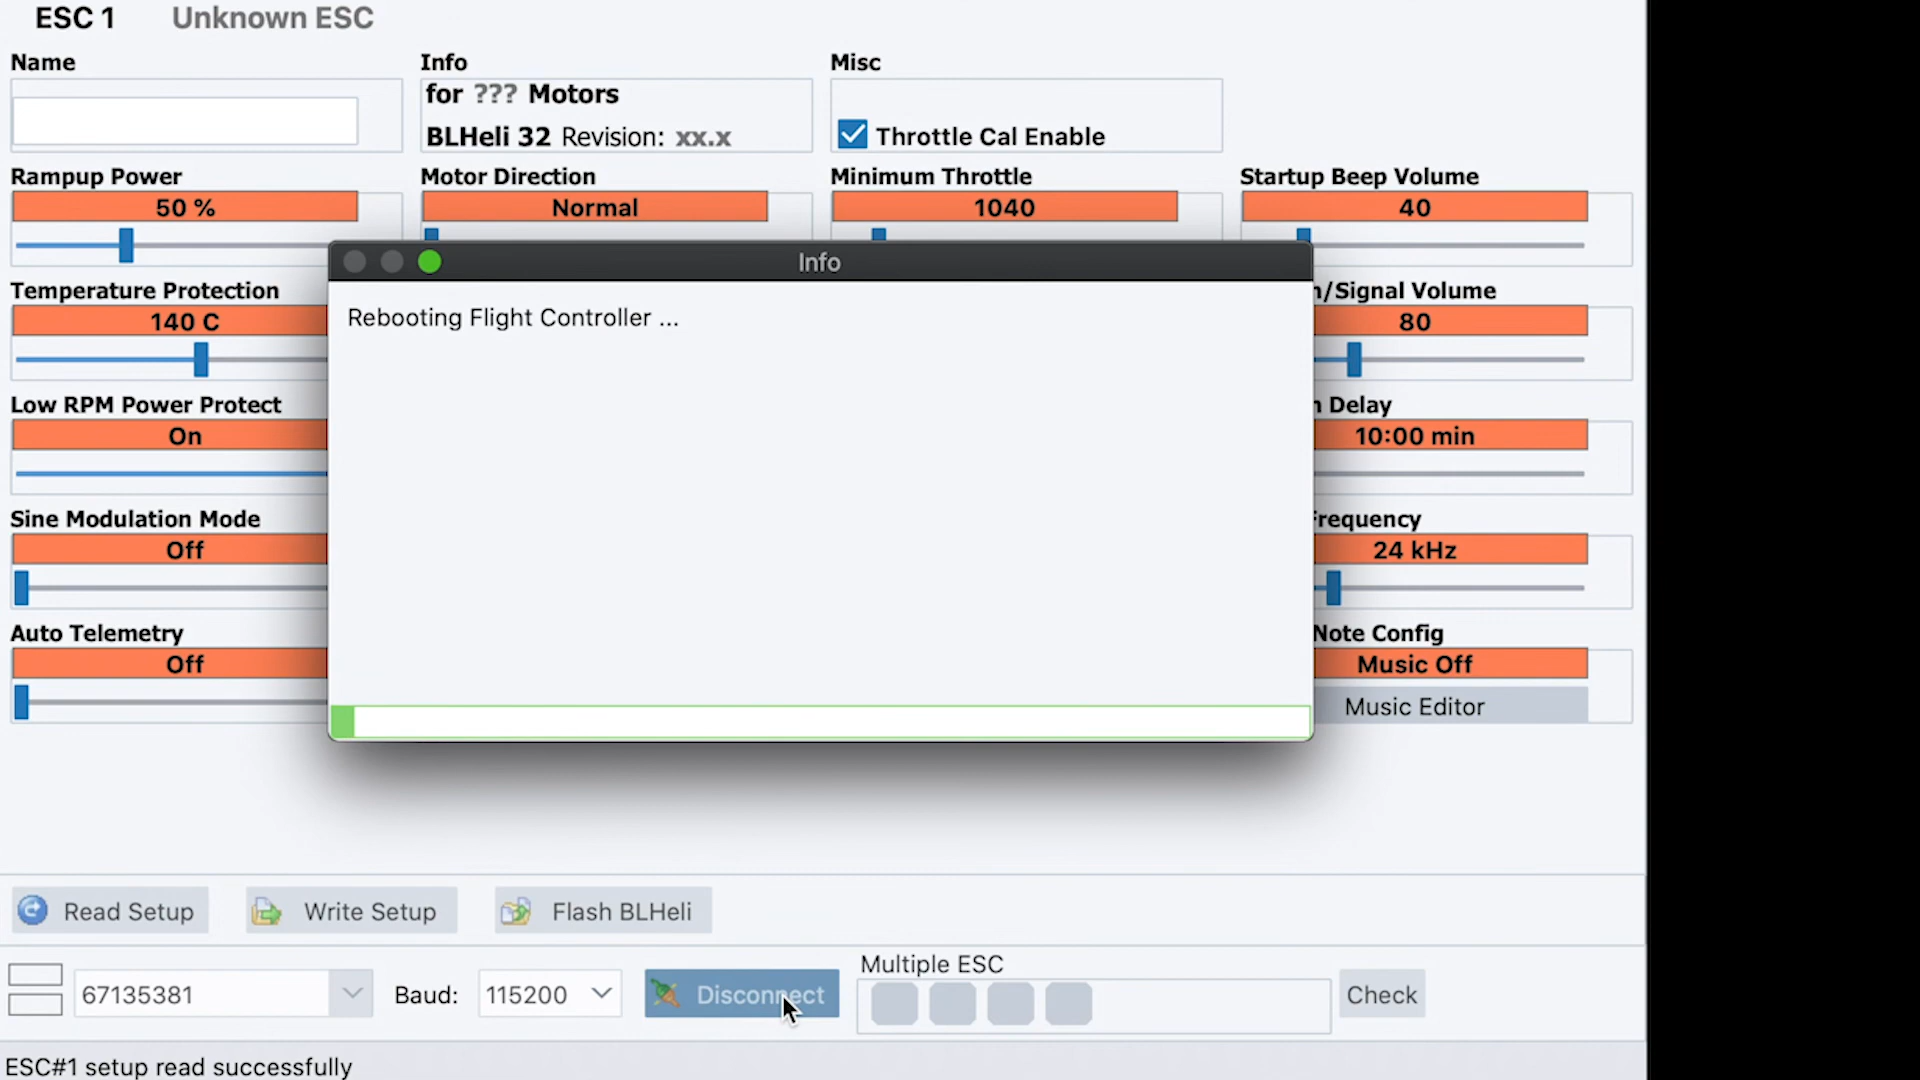 ESC 1 Unknown ESC
Name Info Misc
for ??? Motors
BLHeli 32 Revision: xx.x Throttle Cal Enable
Rampup Power Motor Direction Minimum Throttle Startup Beep Volume
50 % Normal 1040 40
Info
Temperature Protection n/Signal Volume
140 C 80
Rebooting Flight Controller ...
Low RPM Power Protect n Delay
On 10:00 min
Sine Modulation Mode Frequency
Off 24 kHz
Auto Telemetry Note Config
Off Music Off
Music Editor
Read Setup Write Setup Flash BLHeli
Multiple ESC
67135381 Baud: 115200 Disconnect Check
ESC#1 setup read successfully